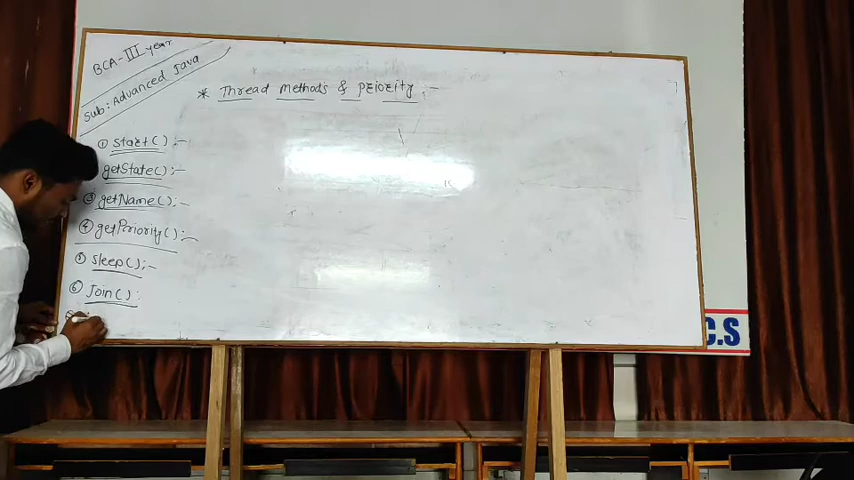 BCA-III year
Sub: Advanced Java
* Thread methods & priority :-
① start() :-
getState() :-
③ getName() :-
④ getPriority() :-
⑤ sleep() :-
⑥ Join() :
C.S